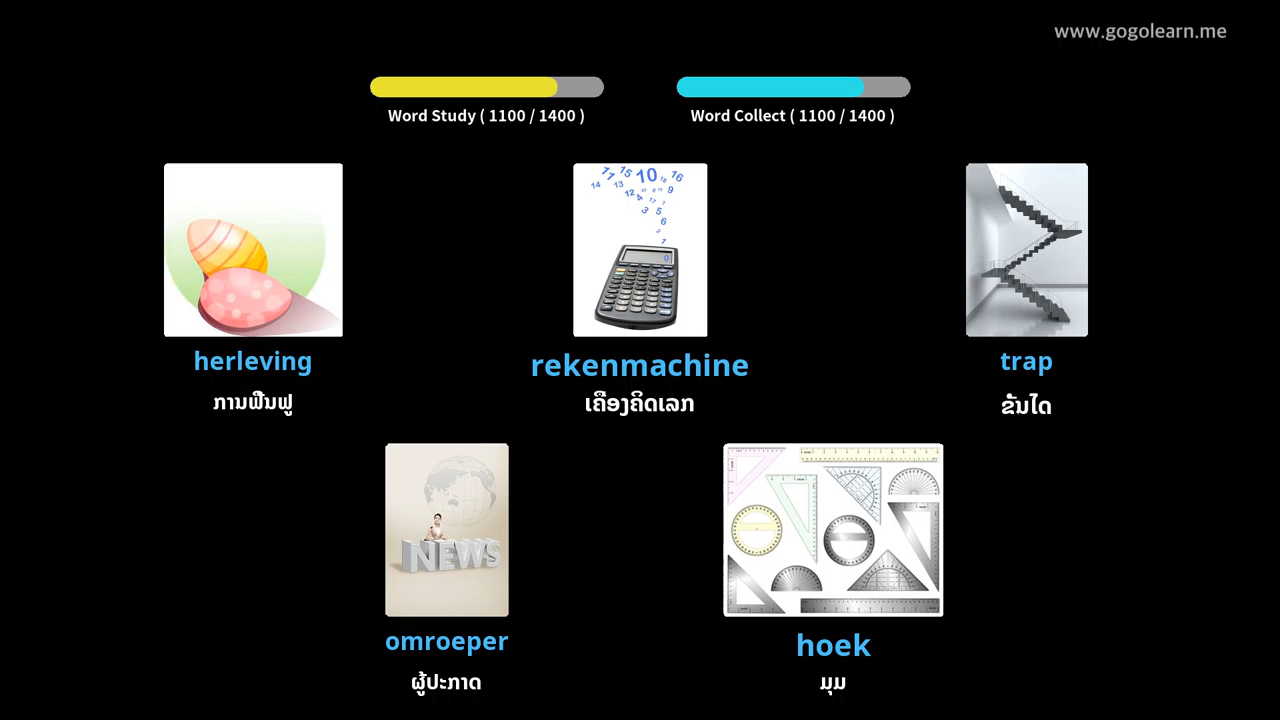 www.gogolearn.me
Word Study ( 1100 / 1400 )
Word Collect ( 1100 / 1400 )
herleving
ການຟື້ນຟູ
rekenmachine
ເຄື່ອງຄິດເລກ
trap
ຂັ້ນໄດ
NEWS
omroeper
ຜູ້ປະກາດ
hoek
ມຸມ